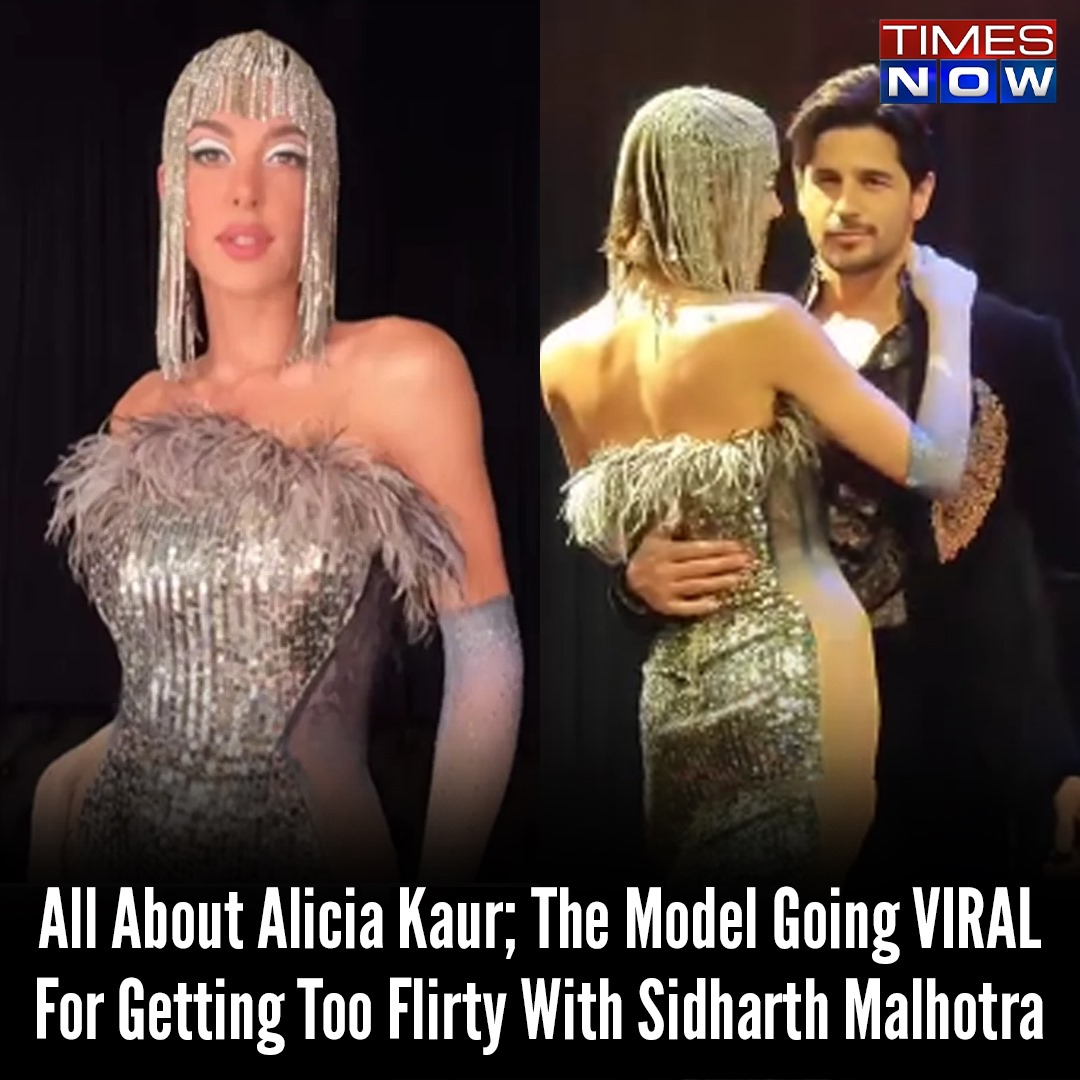 TIMES
NOW
All About Alicia Kaur; The Model Going VIRAL
For Getting Too Flirty With Sidharth Malhotra